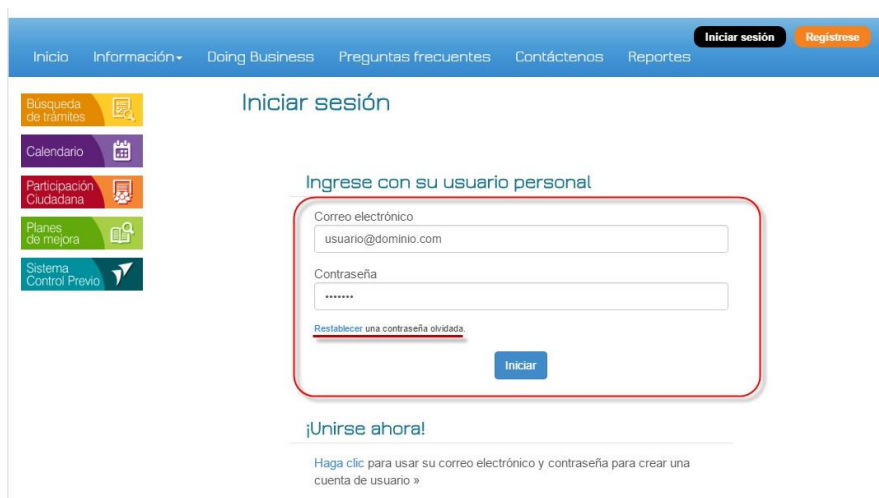 Iniciar sesión
Regístrese
Inicio
Información
Doing Business
Preguntas frecuentes
Contáctenos
Reportes
Búsqueda
de trámites
Calendario
Participación
Ciudadana
Planes
de mejora
Sistema
Control Previo
Iniciar sesión
Ingrese con su usuario personal
Correo electrónico
usuario@dominio.com
Contraseña
•••••••
Restablecer una contraseña olvidada.
Iniciar
¡Unirse ahora!
Haga clic para usar su correo electrónico y contraseña para crear una
cuenta de usuario »